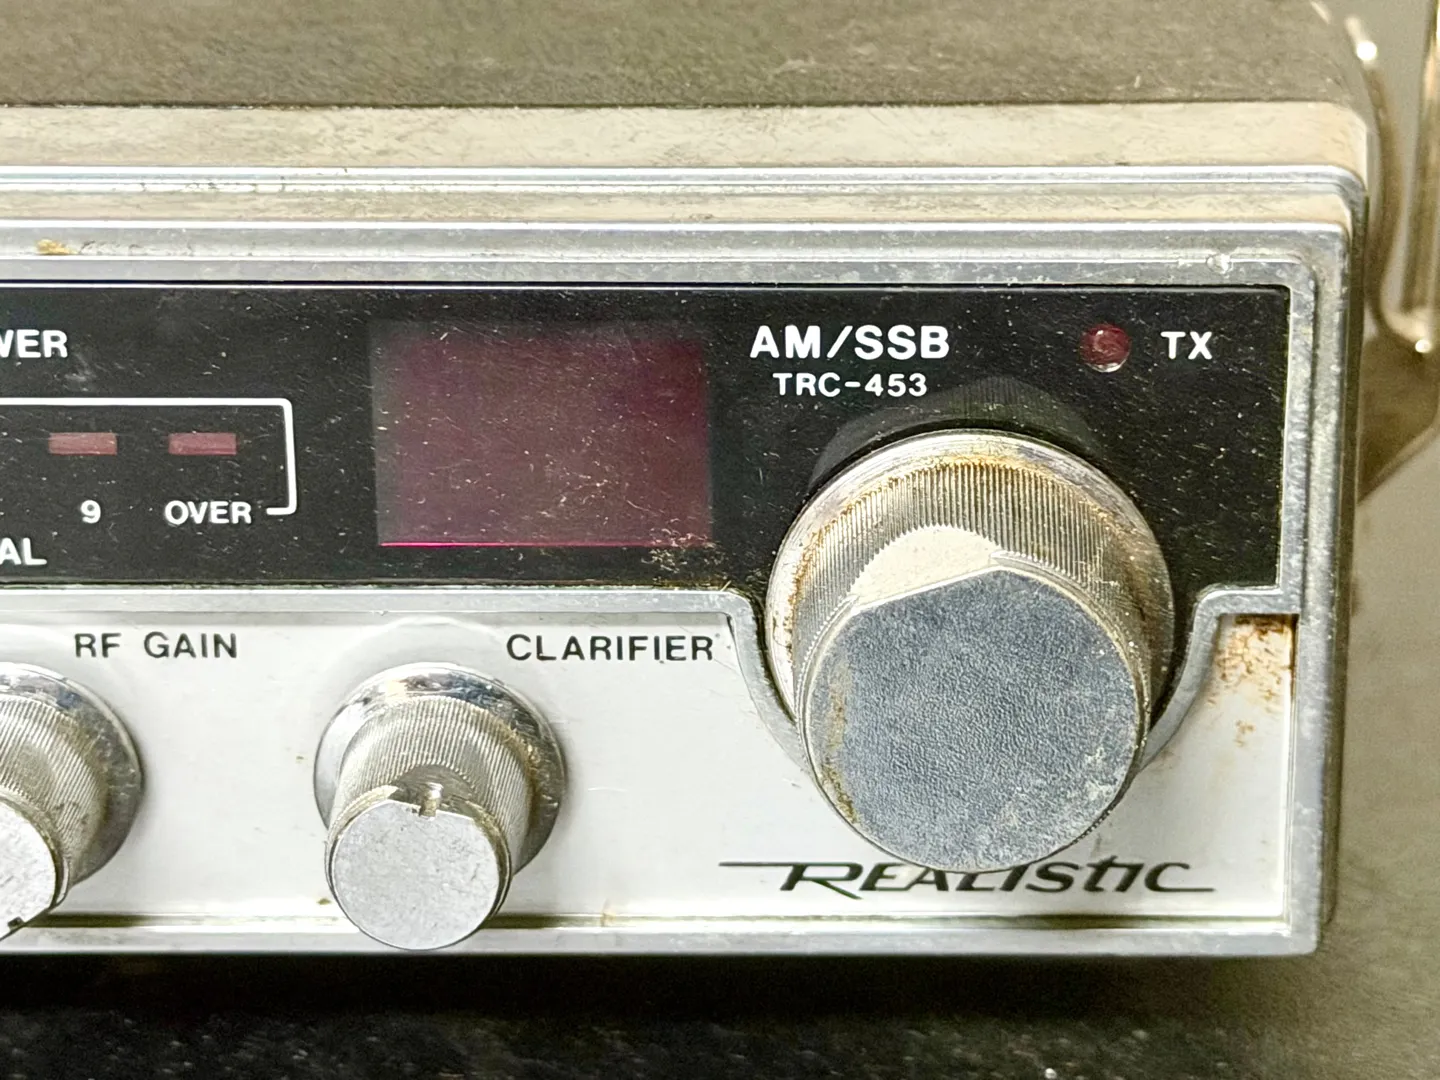 AM/SSB
TX
TRC-453
9
OVER
RF GAIN
CLARIFIER
REALISTIC